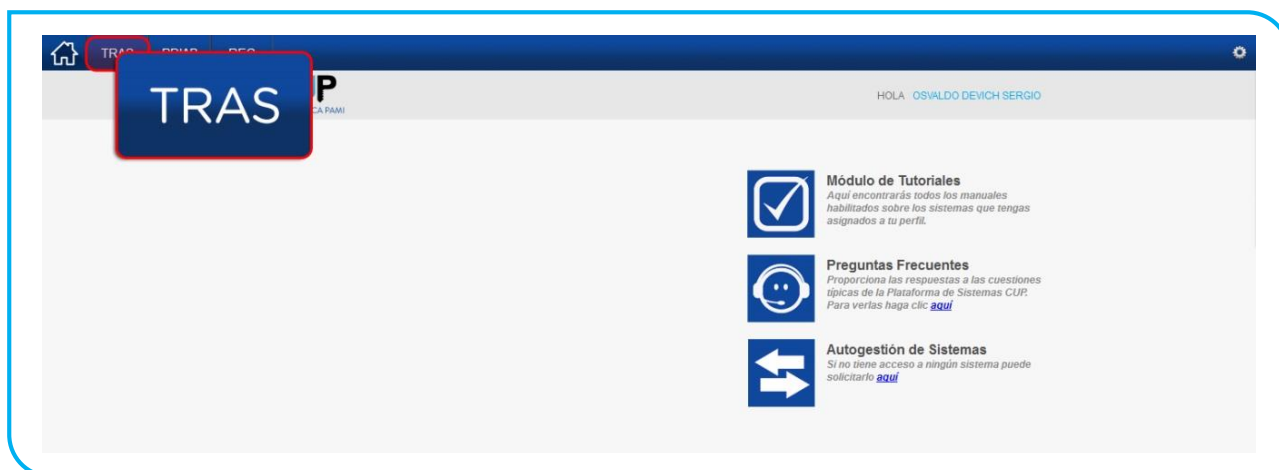 TRAS
TRAS
HOLA OSVALDO DEVICH SERGIO
Módulo de Tutoriales
Aquí encontrarás todos los manuales
habilitados sobre los sistemas que tengas
asignados a tu perfil.
Preguntas Frecuentes
Proporciona las respuestas a las cuestiones
típicas de la Plataforma de Sistemas CUP.
Para verlas haga clic aquí
Autogestión de Sistemas
Si no tiene acceso a ningún sistema puede
solicitarlo aquí